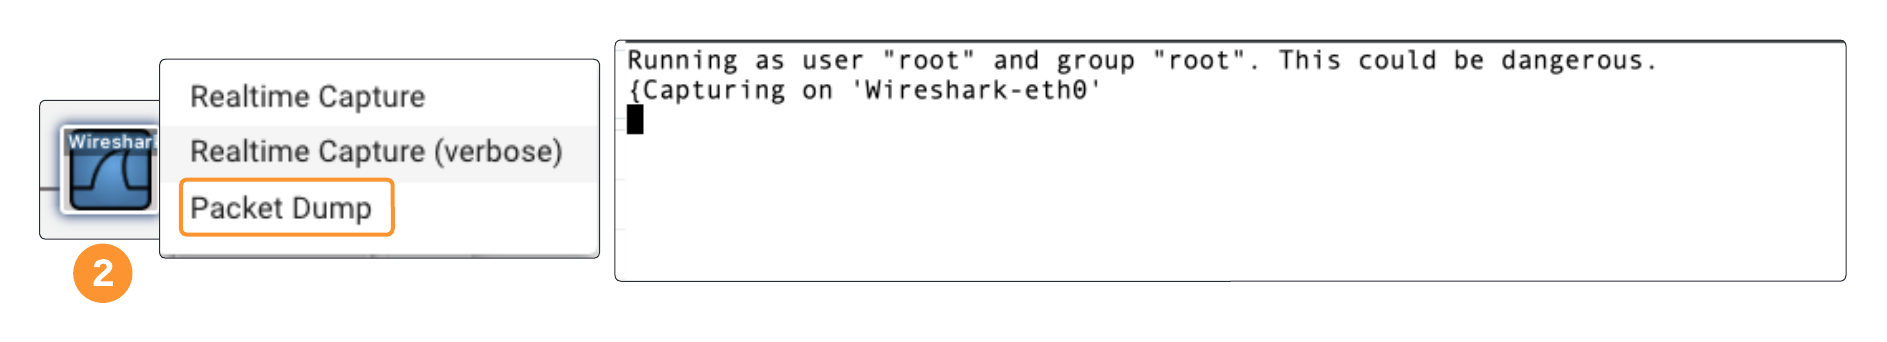 Wireshar
Realtime Capture
Realtime Capture (verbose)
Packet Dump
2
Running as user "root" and group "root". This could be dangerous.
{Capturing on 'Wireshark-eth0'